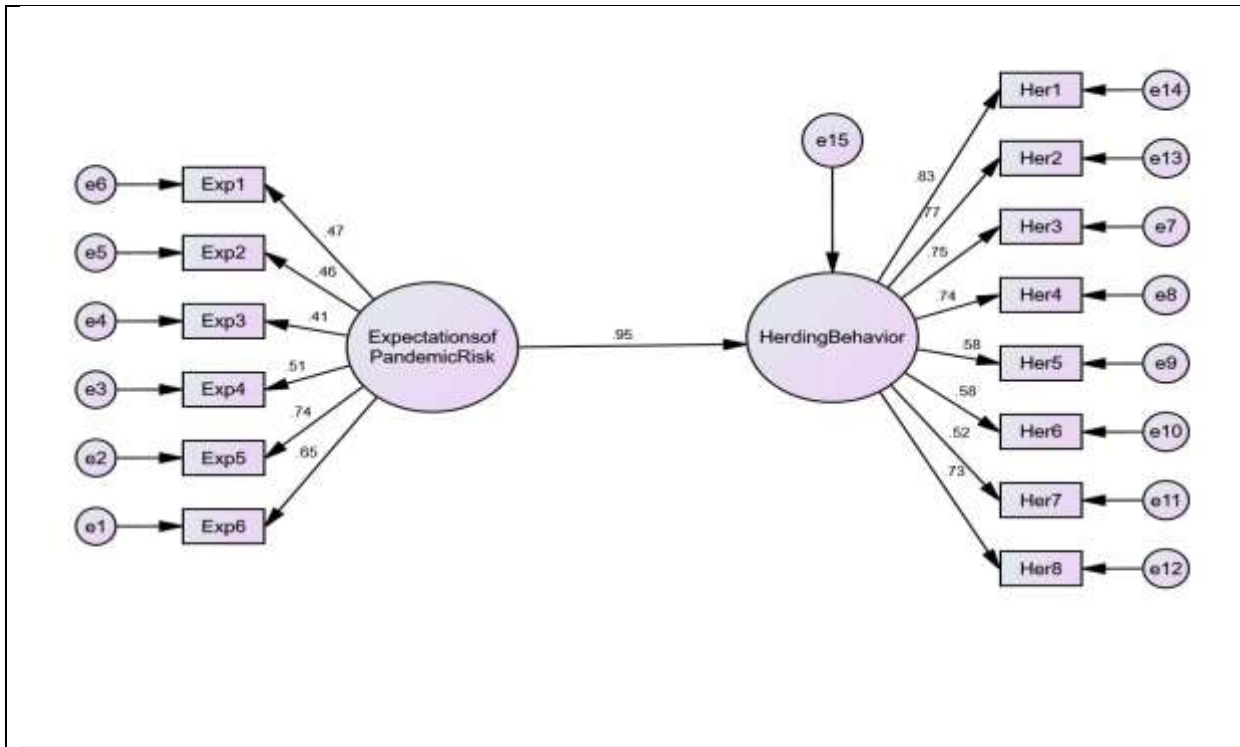 e6
Exp1
.47
e5
Exp2
.46
e4
Exp3
.41
e3
Exp4
.51
e2
Exp5
.74
e1
Exp6
.65
Expectationsof
PandemicRisk
.95
e15
HerdingBehavior
.83
Her1
e14
.77
Her2
e13
.75
Her3
e7
.74
Her4
e8
.58
Her5
e9
.58
Her6
e10
.52
Her7
e11
.73
Her8
e12